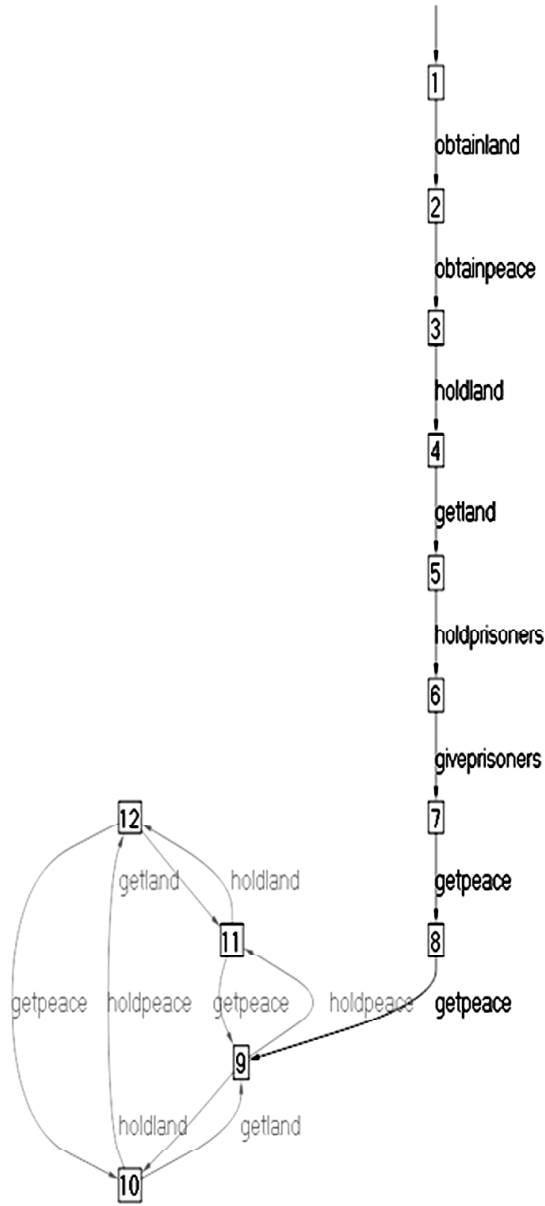 1
obtainland
2
obtainpeace
3
holdland
4
getland
5
holdprisoners
6
giveprisoners
12
7
getland holdland getpeace
11 8
getpeace holdpeace getpeace holdpeace getpeace
9
holdland getland
10